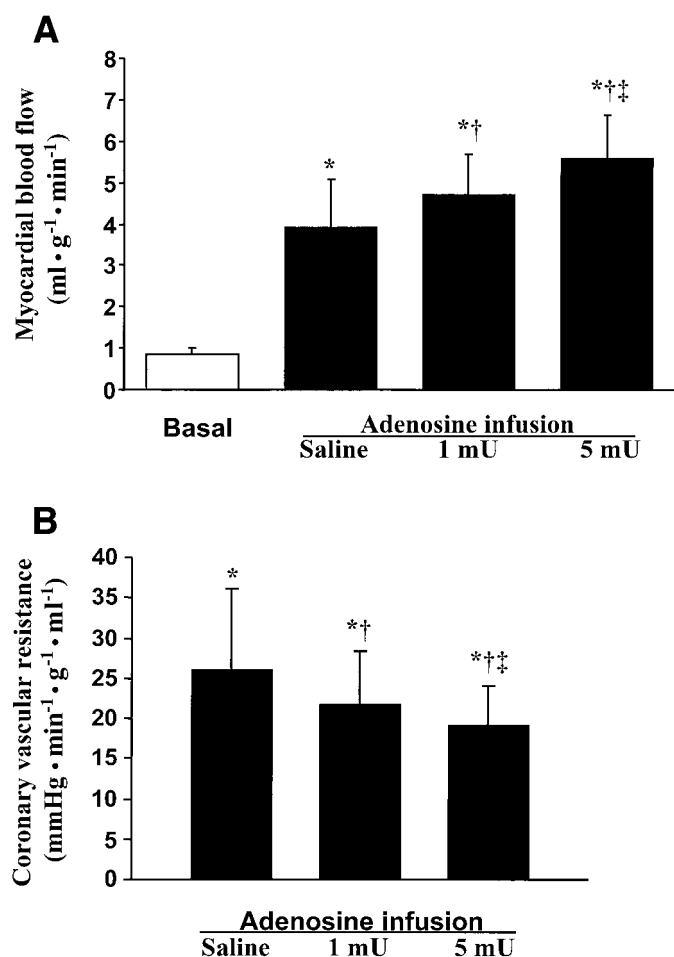 A
Myocardial blood flow
(ml • g⁻¹ • min⁻¹)
8
7
6
5
4
3
2
1
0
*
*†
*†‡
Basal
Adenosine infusion
Saline 1 mU 5 mU
B
Coronary vascular resistance
(mmHg • min⁻¹ • g⁻¹ • ml⁻¹)
40
35
30
25
20
15
10
5
0
*
*†
*†‡
Adenosine infusion
Saline 1 mU 5 mU